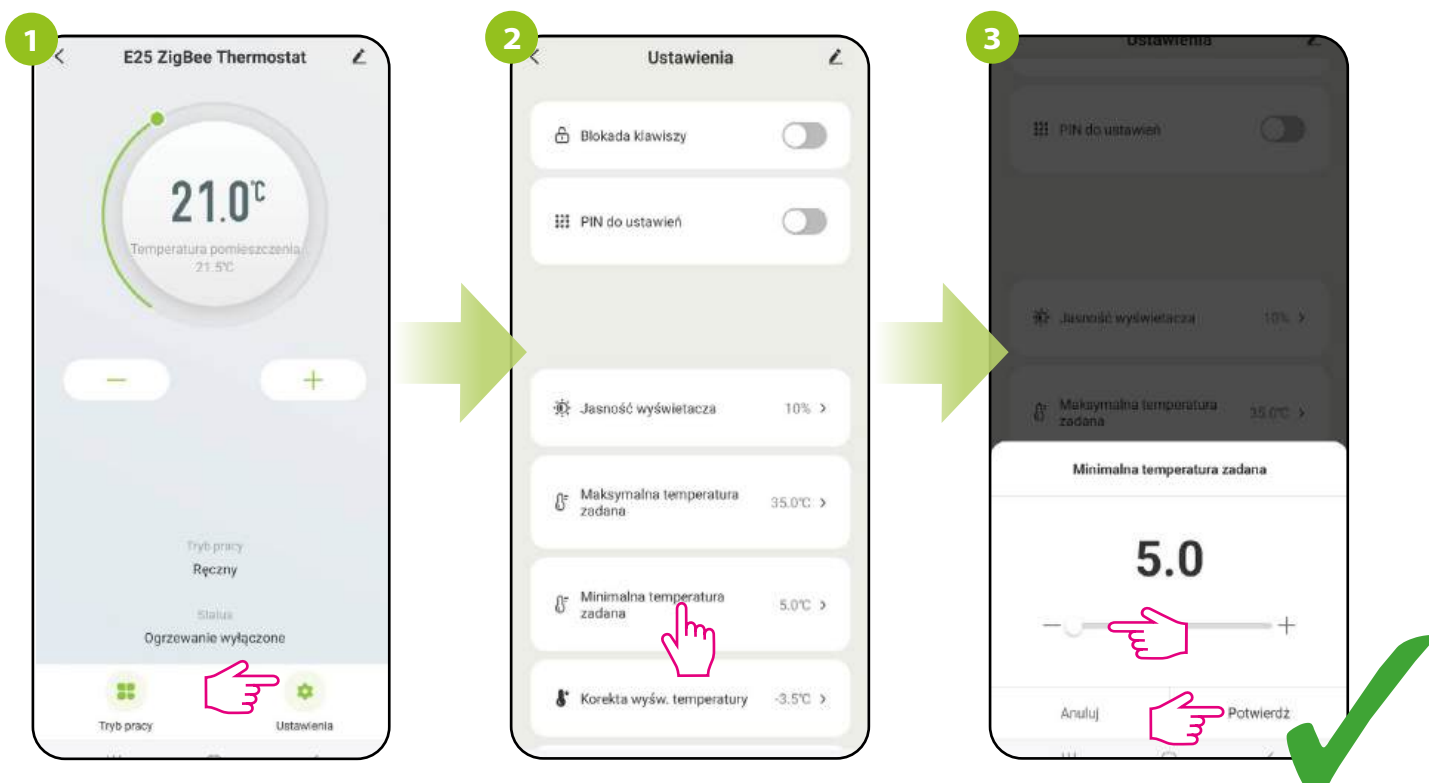 1
E25 ZigBee Thermostat
21.0°C
Temperatura pomieszczenia
21.5°C
−
+
Tryb pracy
Ręczny
Status
Ogrzewanie wyłączone
Tryb pracy
Ustawienia
2
Ustawienia
Blokada klawiszy
PIN do ustawień
Jasność wyświetacza 10% >
Maksymalna temperatura
zadana
35.0°C >
Minimalna temperatura
zadana
5.0°C >
Korekta wyśw. temperatury -3.5°C >
3
Ustawienia
PIN do ustawień
Jasność wyświetacza 10% >
Maksymalna temperatura
zadana
35.0°C >
Minimalna temperatura zadana
5.0
− +
Anuluj Potwierdź